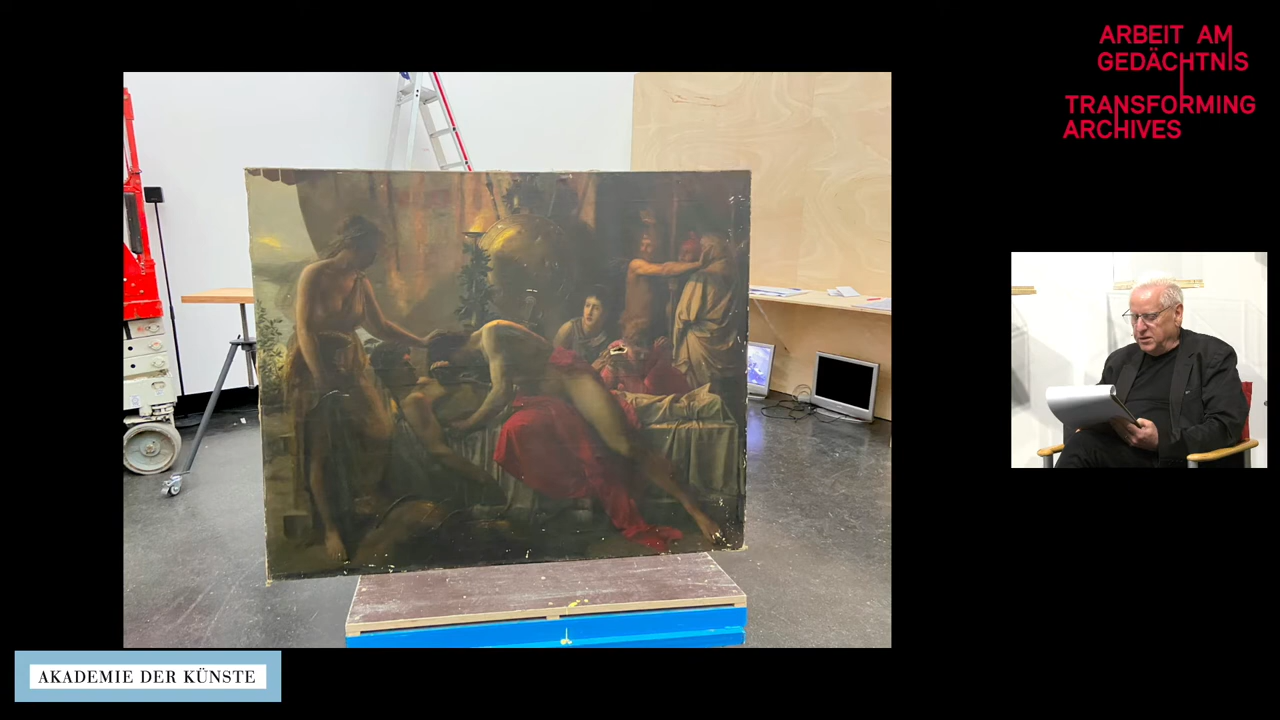 ARBEIT AM
GEDÄCHTNIS
TRANSFORMING
ARCHIVES
AKADEMIE DER KÜNSTE